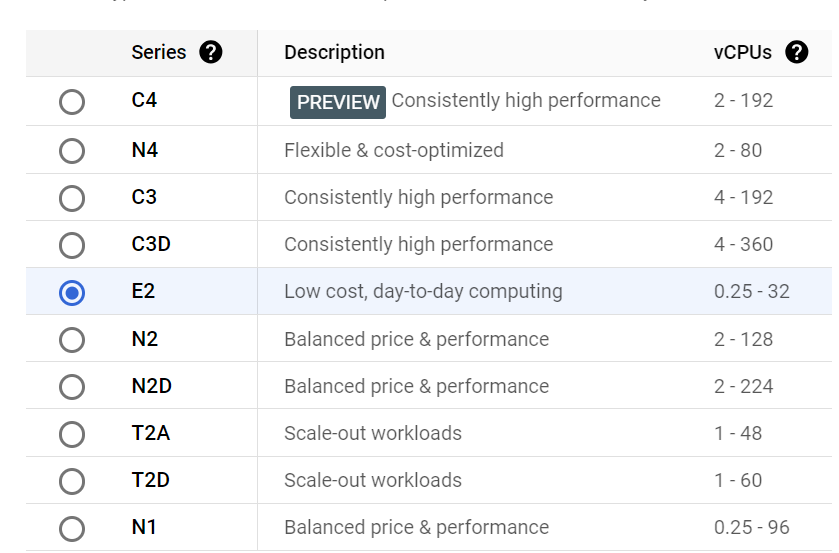 Series ? Description vCPUs ?
C4 PREVIEW Consistently high performance 2 - 192
N4 Flexible & cost-optimized 2 - 80
C3 Consistently high performance 4 - 192
C3D Consistently high performance 4 - 360
E2 Low cost, day-to-day computing 0.25 - 32
N2 Balanced price & performance 2 - 128
N2D Balanced price & performance 2 - 224
T2A Scale-out workloads 1 - 48
T2D Scale-out workloads 1 - 60
N1 Balanced price & performance 0.25 - 96